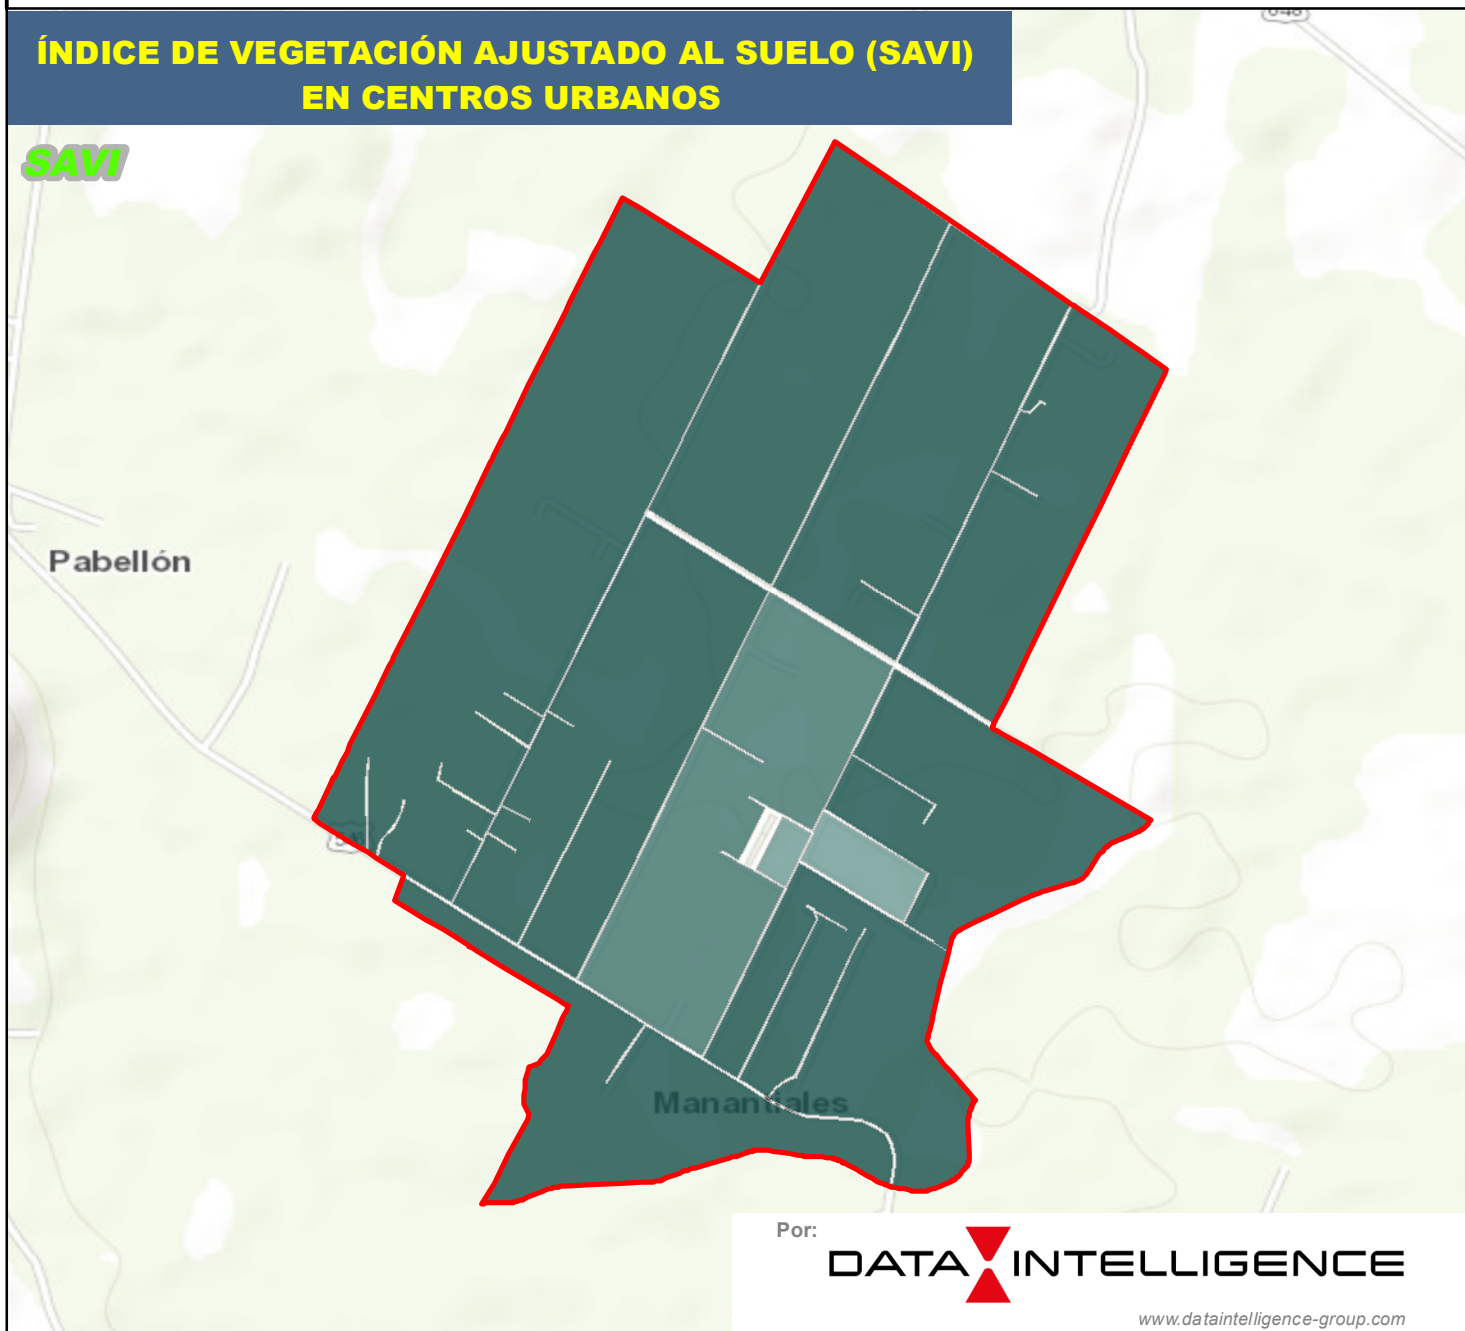 ÍNDICE DE VEGETACIÓN AJUSTADO AL SUELO (SAVI)
EN CENTROS URBANOS
SAVI
Pabellón
Manantiales
Por:
DATA INTELLIGENCE
www.dataintelligence-group.com